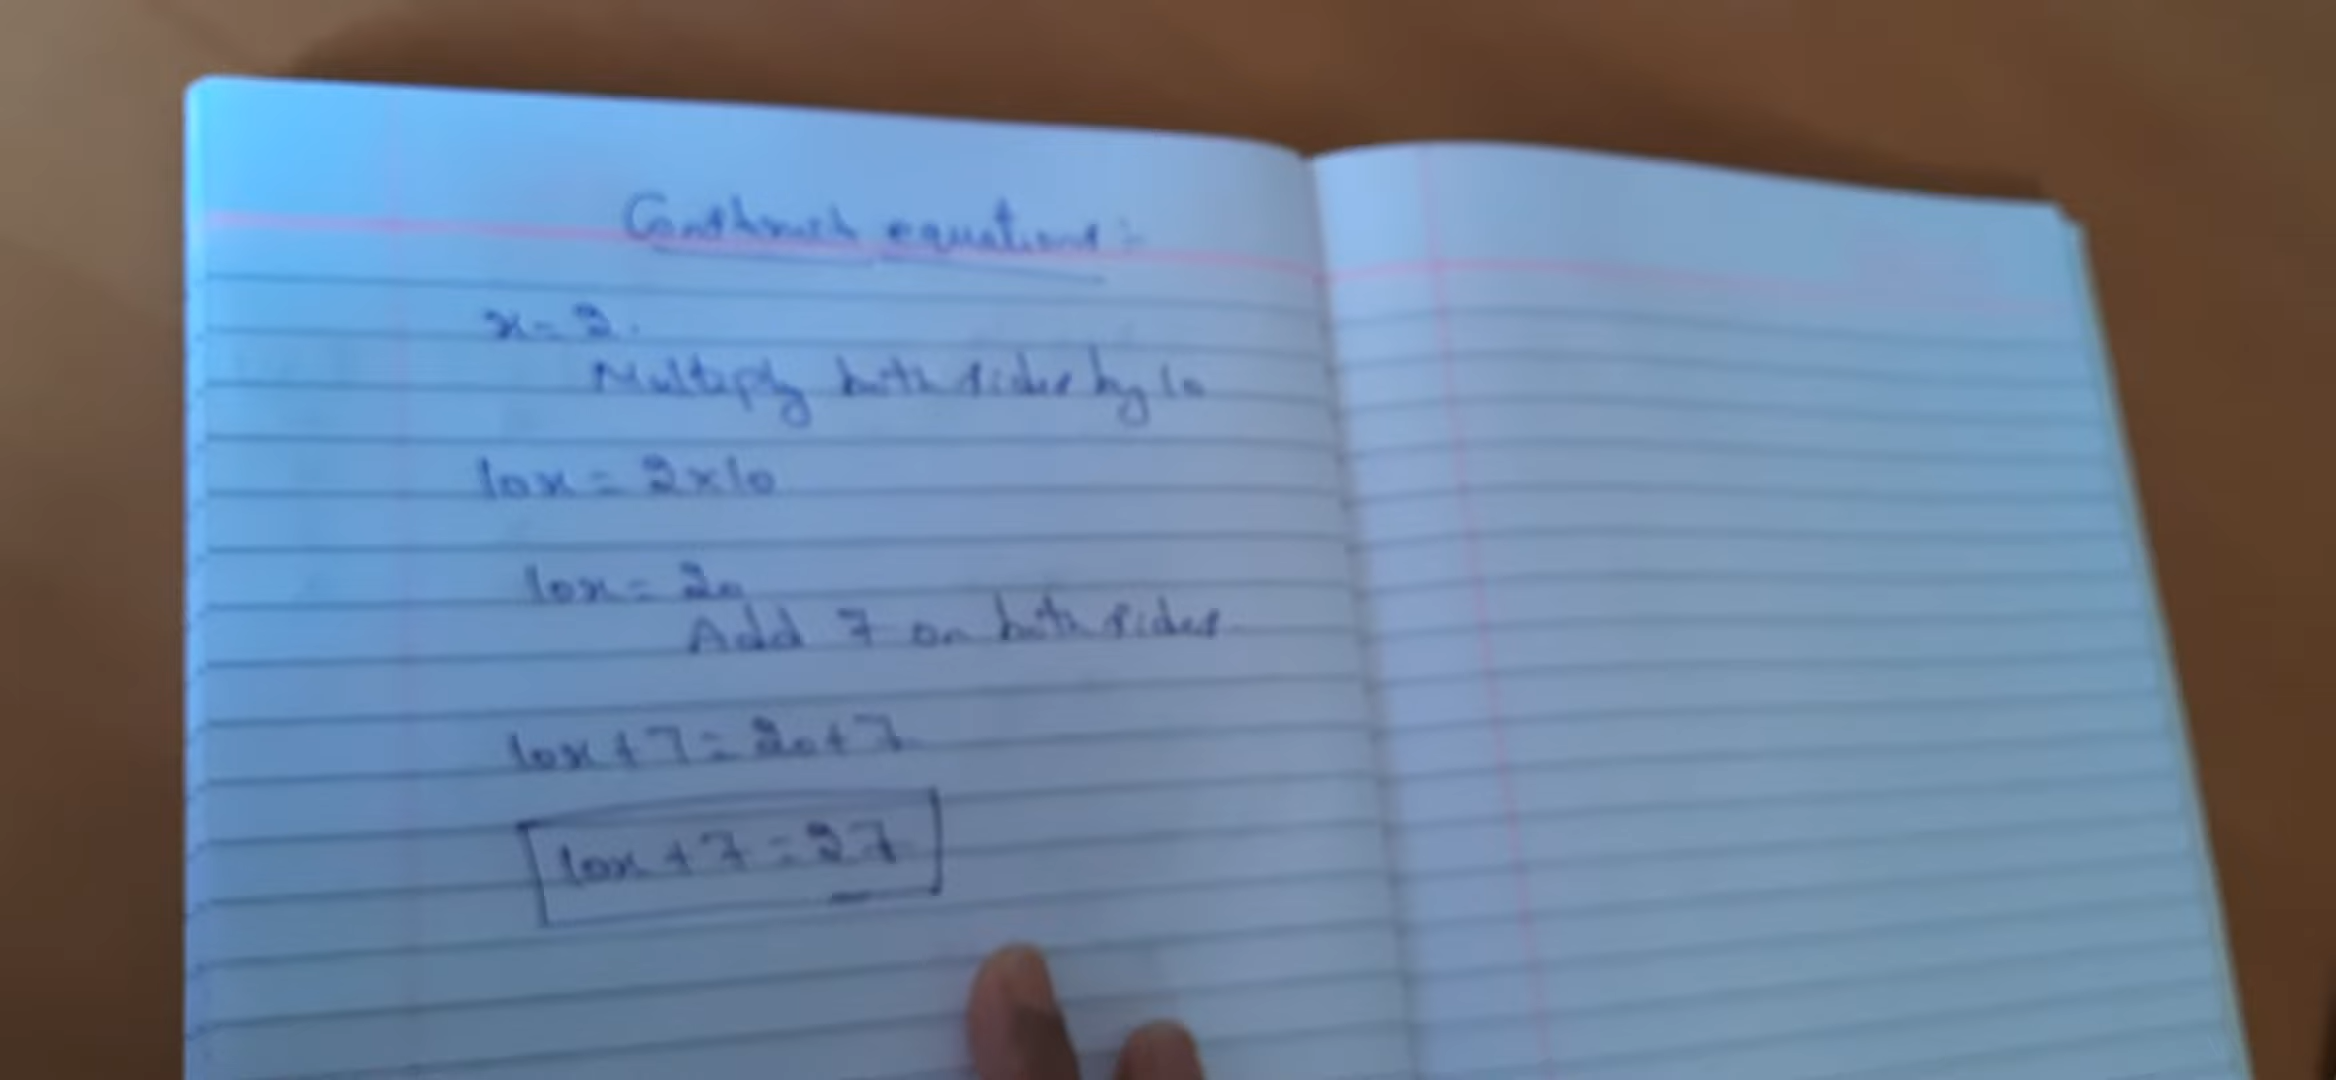 Construct equations :-
x = 2.
Multiply both sides by 10
10x = 2x10
10x = 20
Add 7 on both sides.
10x + 7 = 20 + 7
10x + 7 = 27